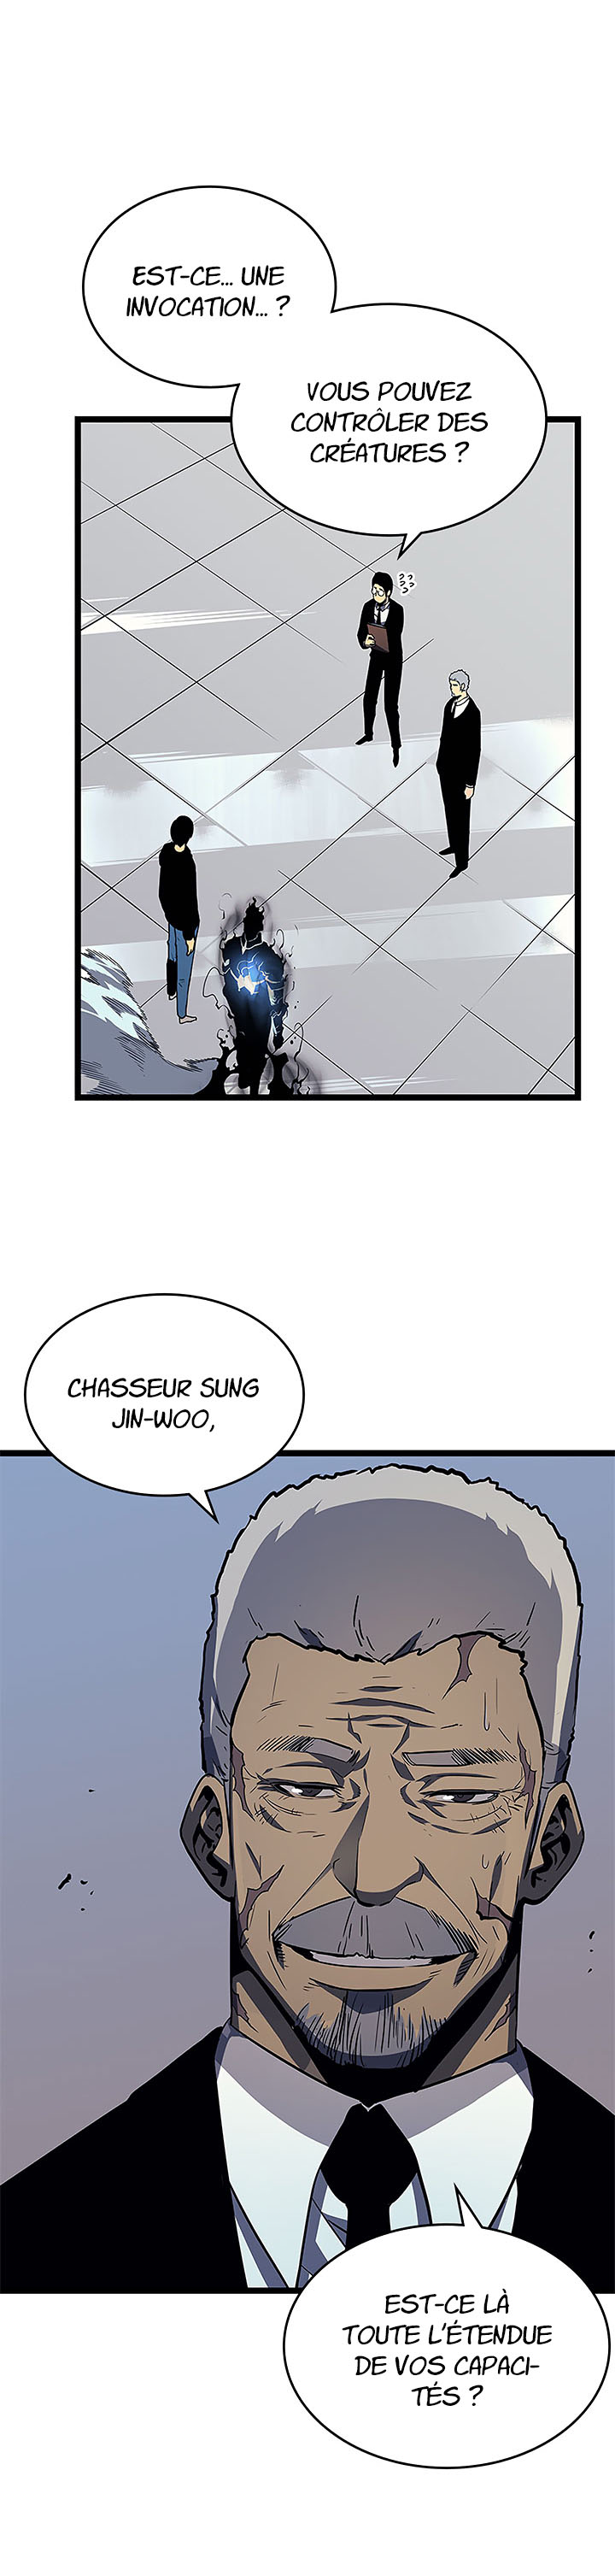 EST-CE... UNE
INVOCATION... ?
VOUS POUVEZ
CONTRÔLER DES
CRÉATURES ?
CHASSEUR SUNG
JIN-WOO,
EST-CE LÀ
TOUTE L'ÉTENDUE
DE VOS CAPACI-
TÉS ?